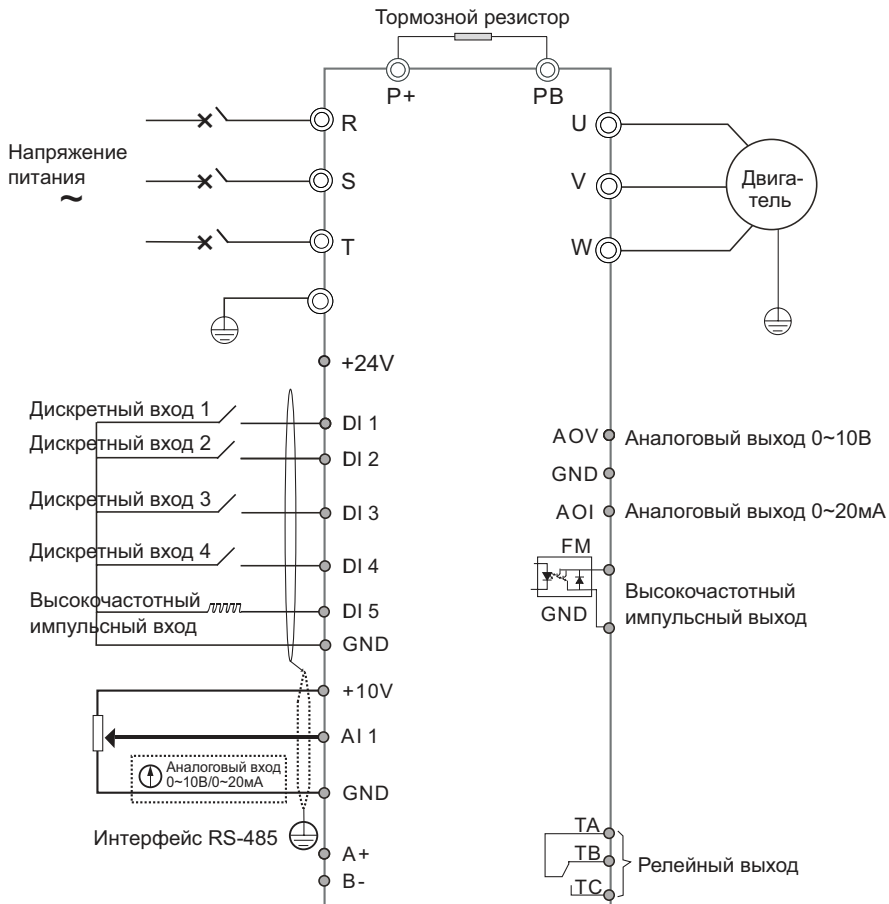 Тормозной резистор
P+
PB
R
U
Напряжение
питания
~
S
V
Двига-
тель
T
W
+24V
Дискретный вход 1
DI 1
Дискретный вход 2
DI 2
Дискретный вход 3
DI 3
Дискретный вход 4
DI 4
Высокочастотный
импульсный вход
DI 5
GND
+10V
AI 1
Аналоговый вход
0~10В/0~20мА
GND
Интерфейс RS-485
A+
B-
AOV
Аналоговый выход 0~10В
GND
AOI
Аналоговый выход 0~20мА
FM
GND
Высокочастотный
импульсный выход
TA
TB
TC
Релейный выход